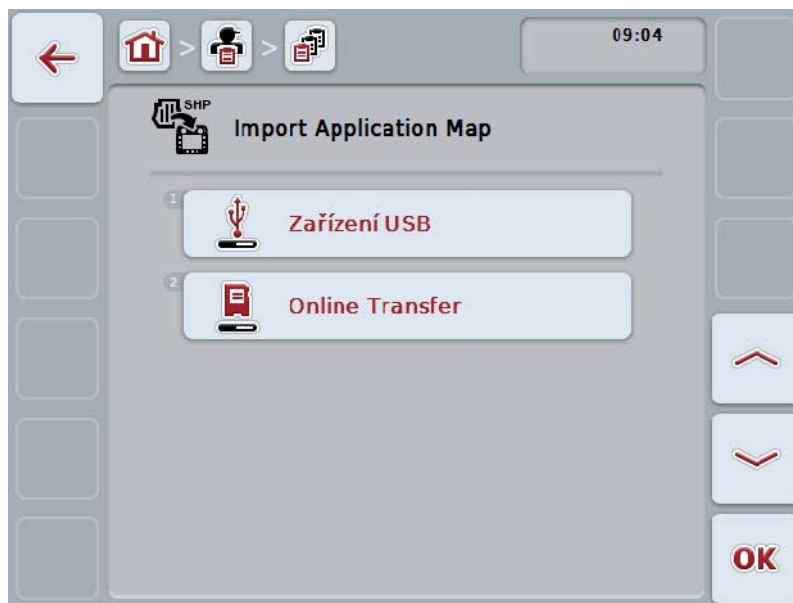 > >
09:04
SHP
Import Application Map
1
Zařízení USB
2
Online Transfer
OK